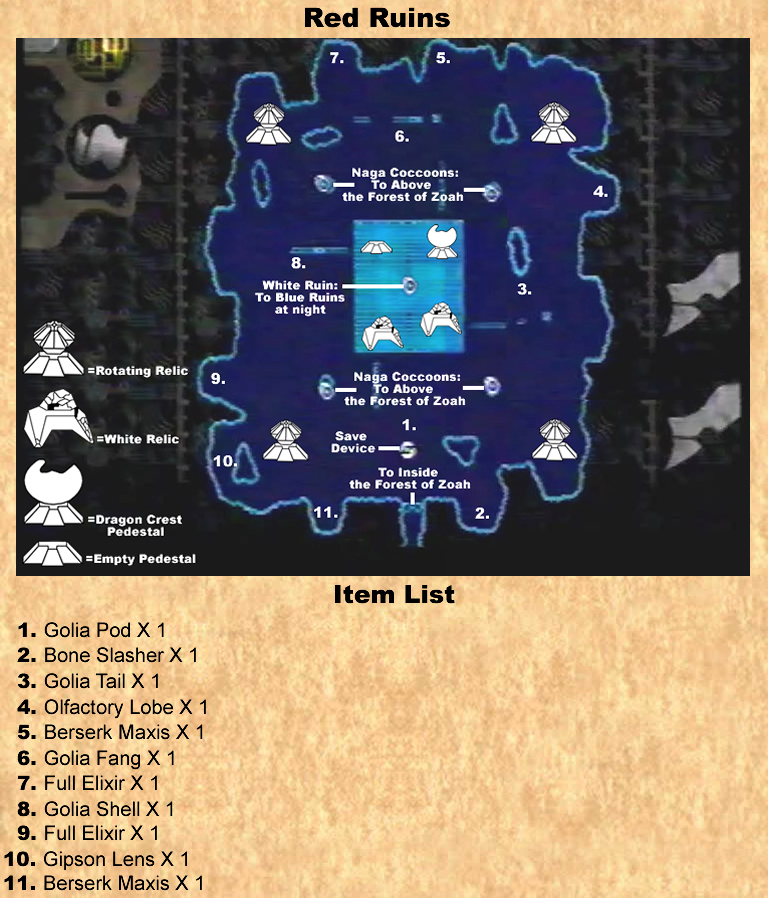 Red Ruins
7.
5.
6.
Naga Coccoons:
To Above
the Forest of Zoah
4.
8.
White Ruin:
To Blue Ruins
at night
3.
=Rotating Relic
9.
Naga Coccoons:
To Above
the Forest of Zoah
=White Relic
1.
Save
Device
10.
To Inside
the Forest of Zoah
11.
2.
=Dragon Crest
Pedestal
=Empty Pedestal
Item List
1. Golia Pod X 1
2. Bone Slasher X 1
3. Golia Tail X 1
4. Olfactory Lobe X 1
5. Berserk Maxis X 1
6. Golia Fang X 1
7. Full Elixir X 1
8. Golia Shell X 1
9. Full Elixir X 1
10. Gipson Lens X 1
11. Berserk Maxis X 1